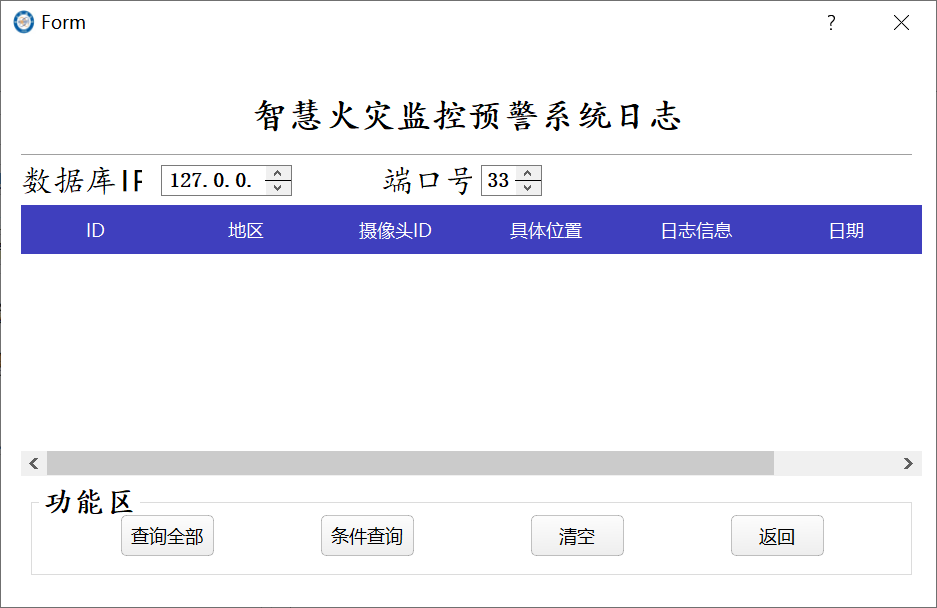 Form
智慧火灾监控预警系统日志
数据库IP 127.0.0. 端口号 33
ID 地区 摄像头ID 具体位置 日志信息 日期
功能区
查询全部 条件查询 清空 返回